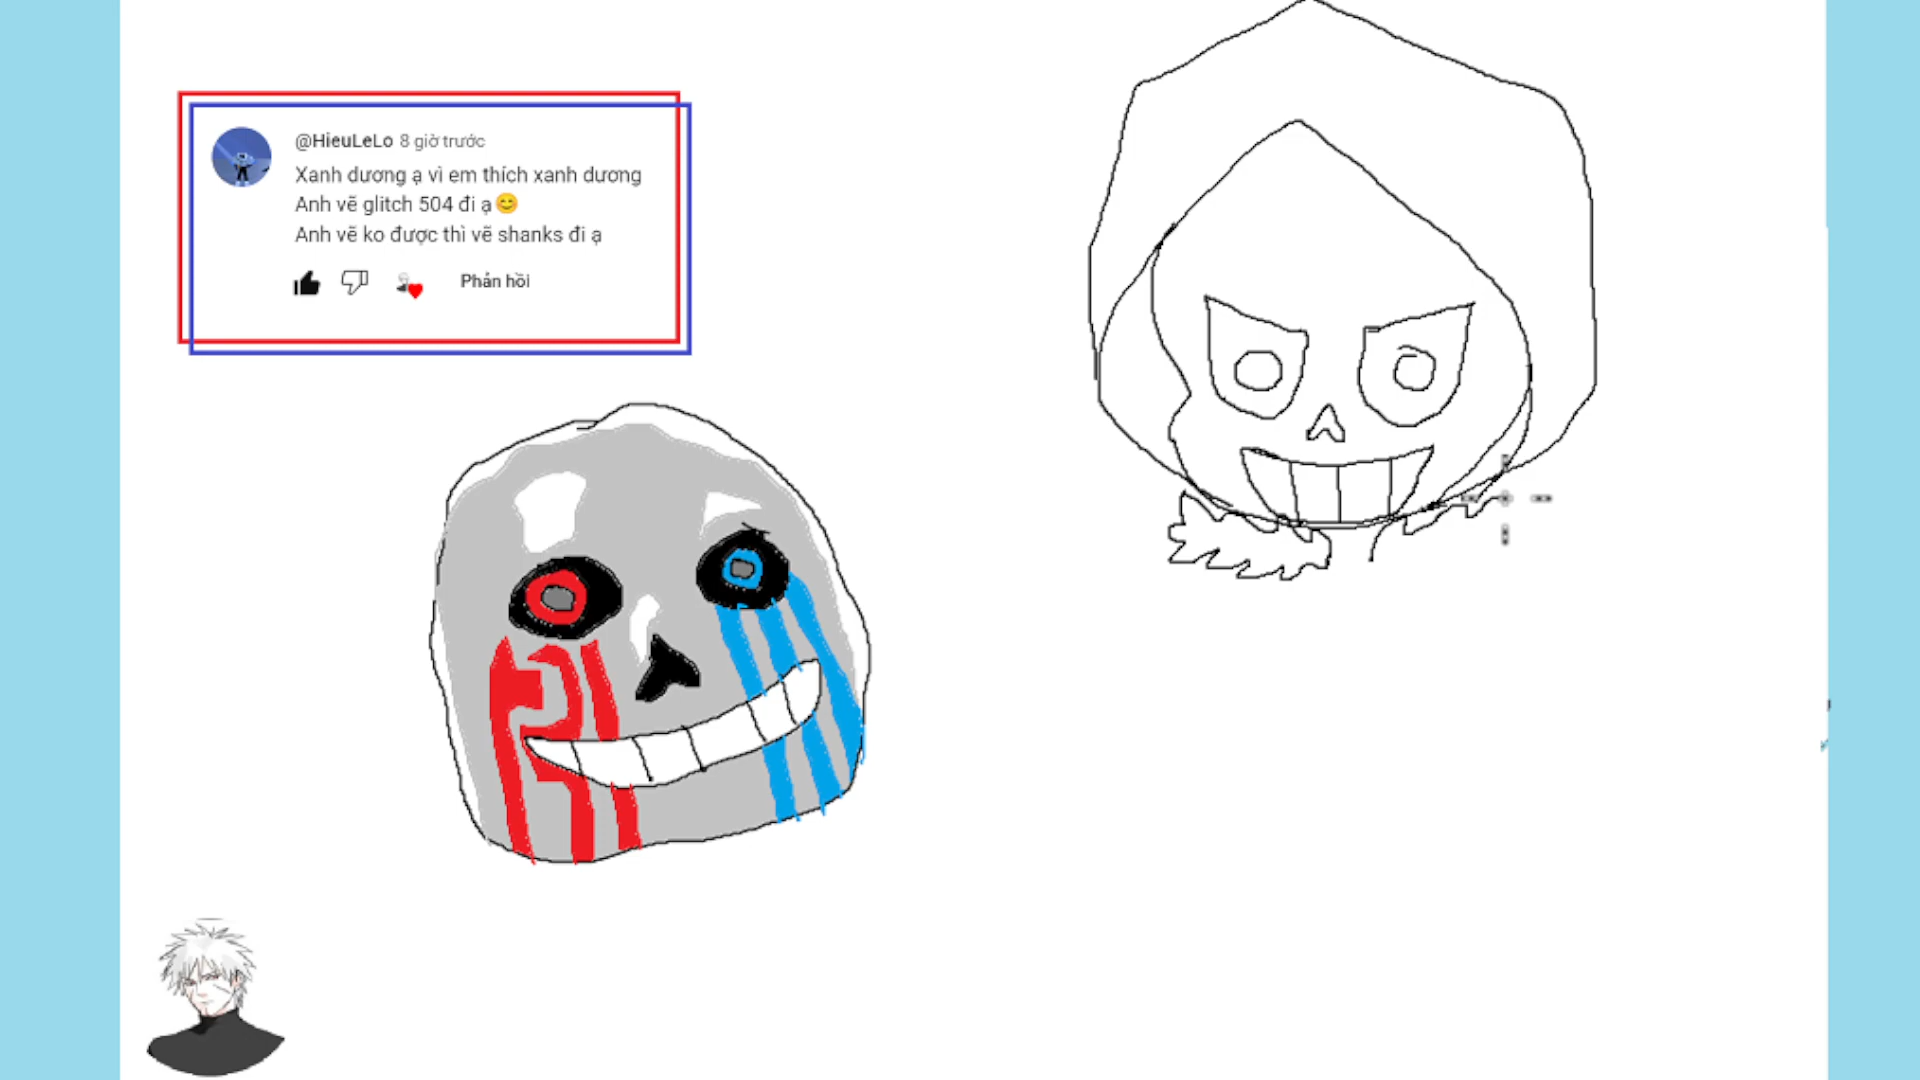 @HieuLeLo 8 giờ trước
Xanh dương ạ vì em thích xanh dương
Anh vẽ glitch 504 đi ạ😊
Anh vẽ ko được thì vẽ shanks đi ạ
Phản hồi